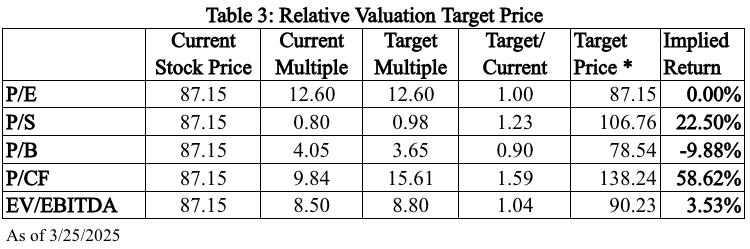 Table 3: Relative Valuation Target Price
Current Current Target Target/ Target Implied
Stock Price Multiple Multiple Current Price * Return
P/E 87.15 12.60 12.60 1.00 87.15 0.00%
P/S 87.15 0.80 0.98 1.23 106.76 22.50%
P/B 87.15 4.05 3.65 0.90 78.54 -9.88%
P/CF 87.15 9.84 15.61 1.59 138.24 58.62%
EV/EBITDA 87.15 8.50 8.80 1.04 90.23 3.53%
As of 3/25/2025